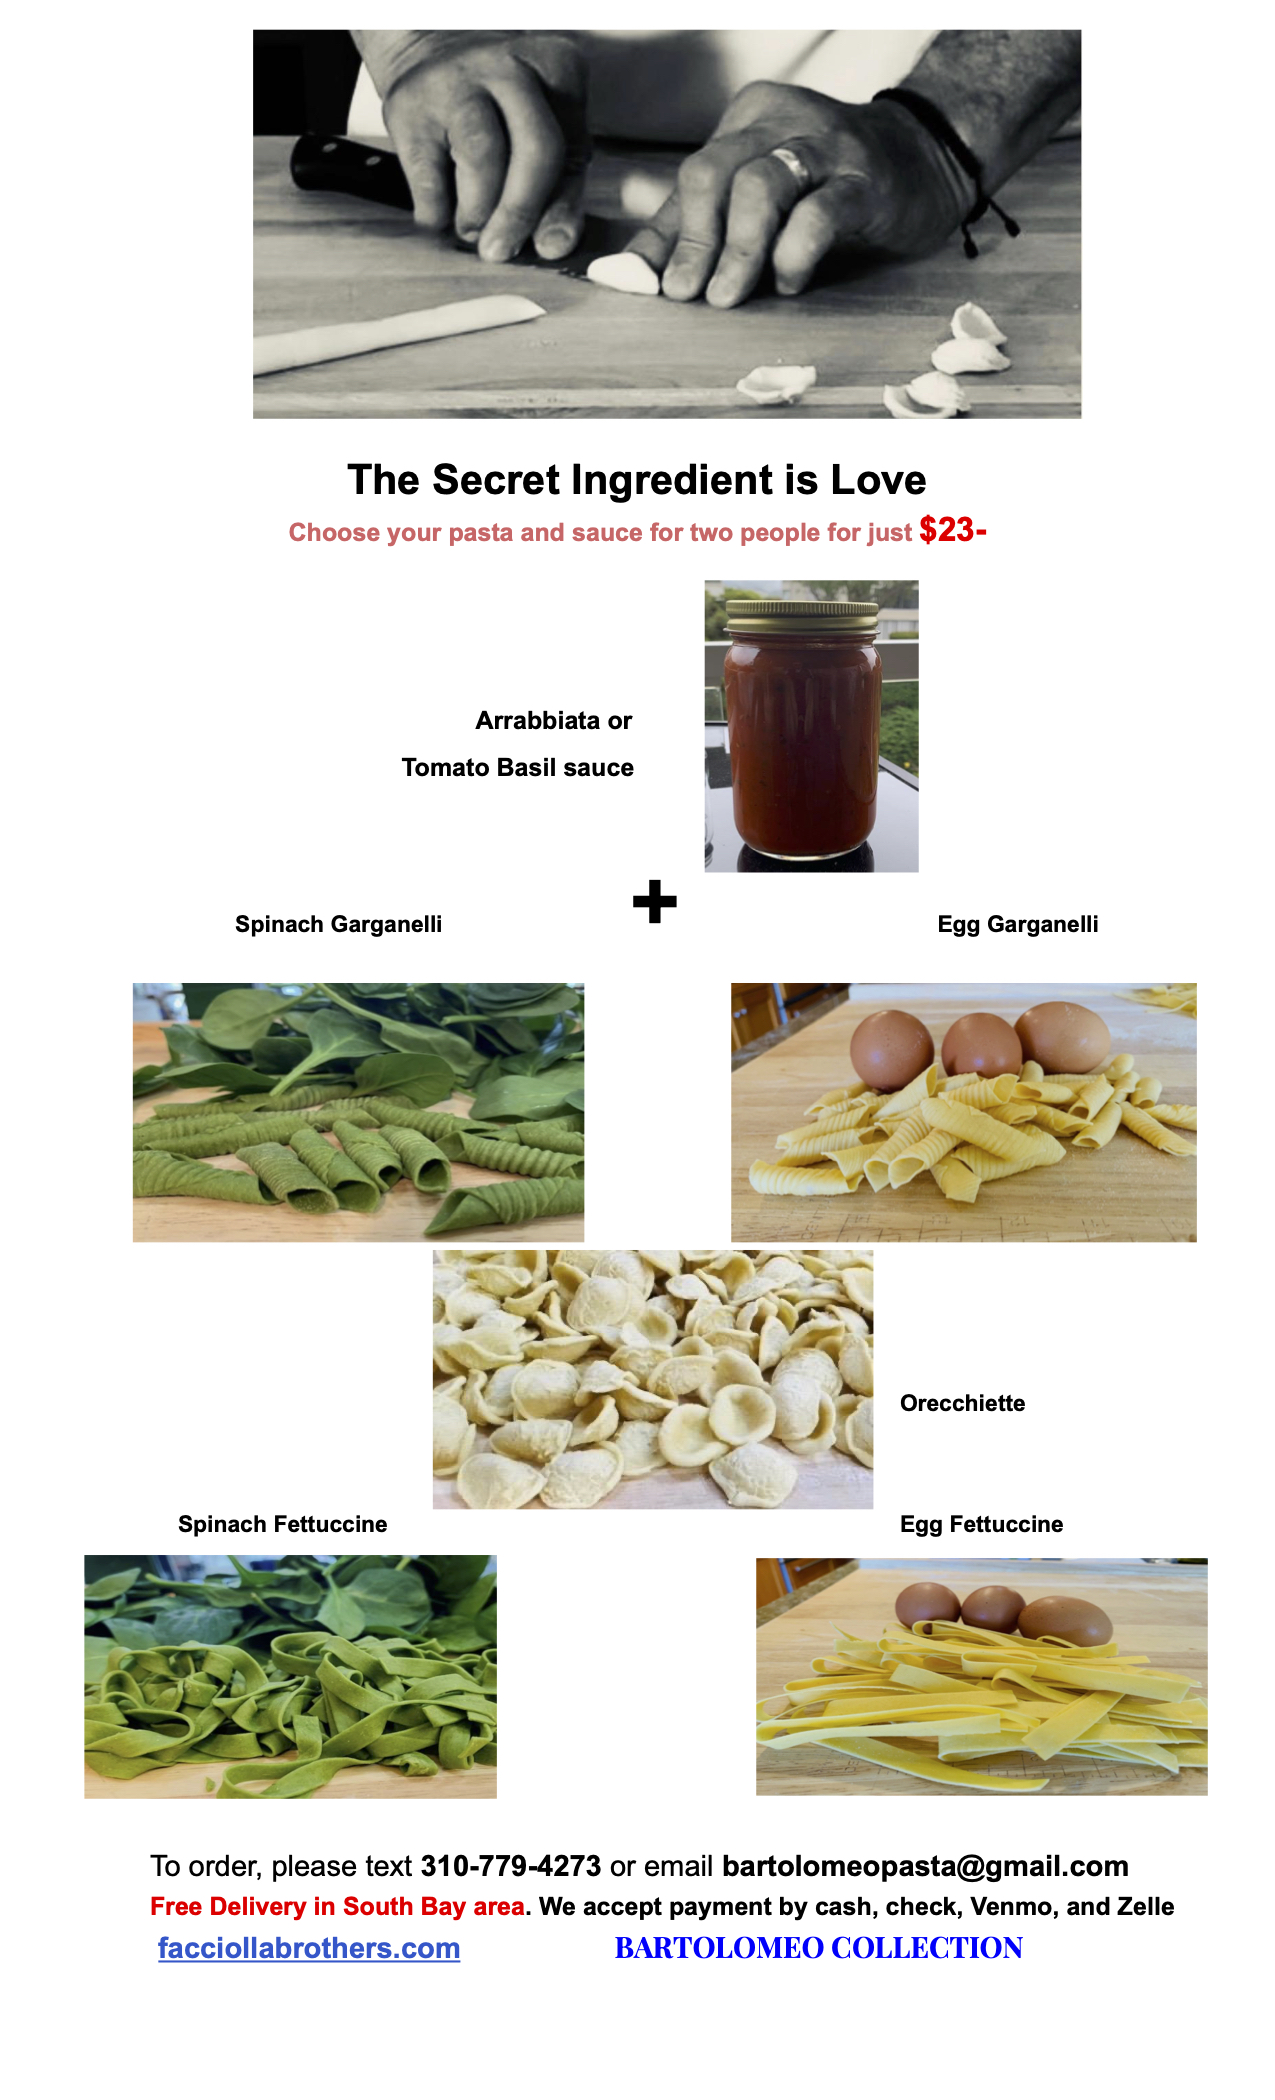 The Secret Ingredient is Love
Choose your pasta and sauce for two people for just $23-
Arrabbiata or
Tomato Basil sauce
+
Spinach Garganelli
Egg Garganelli
Orecchiette
Spinach Fettuccine
Egg Fettuccine
To order, please text 310-779-4273 or email bartolomeopasta@gmail.com
Free Delivery in South Bay area. We accept payment by cash, check, Venmo, and Zelle
facciollabrothers.com
BARTOLOMEO COLLECTION